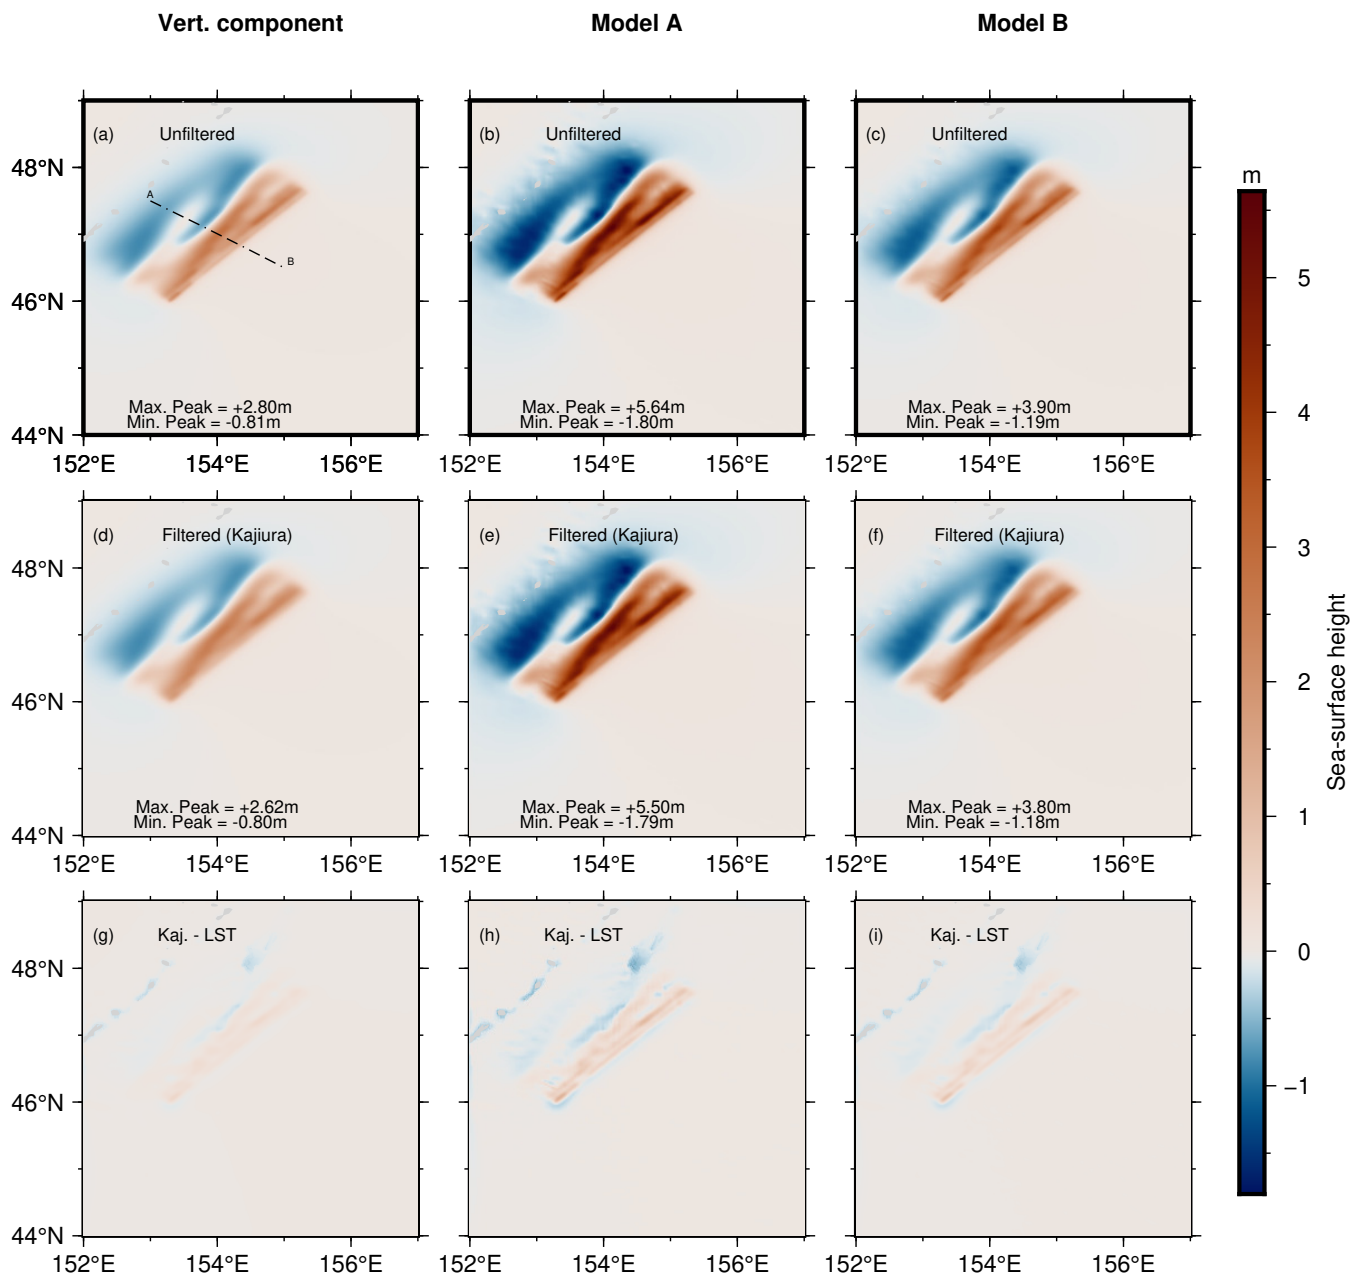 Vert. component Model A Model B
(a) Unfiltered
A
B
Max. Peak = +2.80m
Min. Peak = -0.81m
(b) Unfiltered
Max. Peak = +5.64m
Min. Peak = -1.80m
(c) Unfiltered
Max. Peak = +3.90m
Min. Peak = -1.19m
48°N
46°N
44°N
152°E 154°E 156°E 152°E 154°E 156°E 152°E 154°E 156°E
(d) Filtered (Kajiura)
Max. Peak = +2.62m
Min. Peak = -0.80m
(e) Filtered (Kajiura)
Max. Peak = +5.50m
Min. Peak = -1.79m
(f) Filtered (Kajiura)
Max. Peak = +3.80m
Min. Peak = -1.18m
48°N
46°N
44°N
152°E 154°E 156°E 152°E 154°E 156°E 152°E 154°E 156°E
(g) Kaj. - LST
(h) Kaj. - LST
(i) Kaj. - LST
48°N
46°N
44°N
152°E 154°E 156°E 152°E 154°E 156°E 152°E 154°E 156°E
m
5
4
3
2
1
0
−1
Sea-surface height